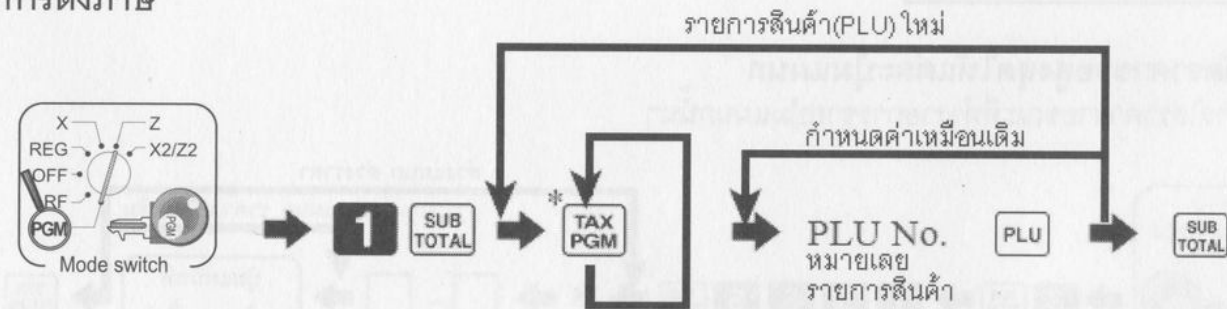 การตั้งภาษี
รายการสินค้า(PLU) ใหม่
กำหนดค่าเหมือนเดิม
X
Z
REG
X2/Z2
OFF
RF
PGM
PGM
Mode switch
1
SUB
TOTAL
*
TAX
PGM
PLU No.
หมายเลย
รายการสินค้า
PLU
SUB
TOTAL